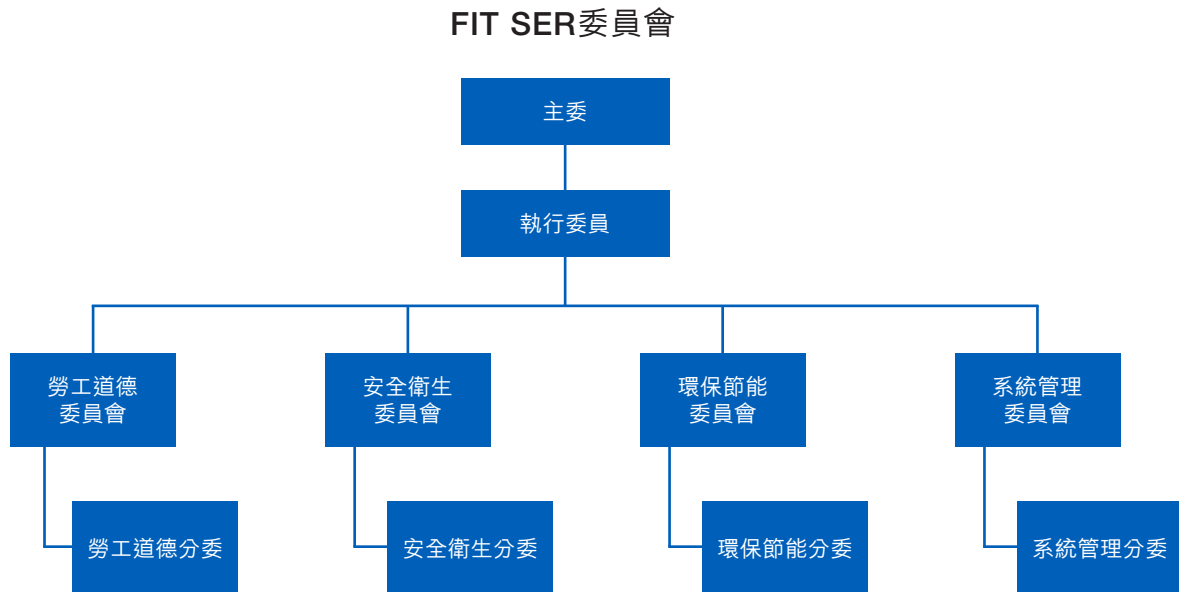 FIT SER委員會
主委
執行委員
勞工道德
委員會
安全衛生
委員會
環保節能
委員會
系統管理
委員會
勞工道德分委
安全衛生分委
環保節能分委
系統管理分委